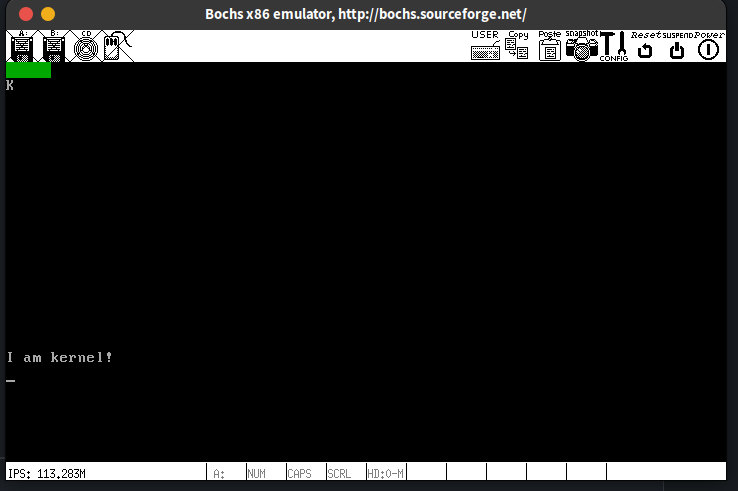 Bochs x86 emulator, http://bochs.sourceforge.net/
A: B: CD USER Copy Paste snapshot CONFIG Reset SUSPEND Power
K
I am kernel!
IPS: 113.283M A: NUM CAPS SCRL HD:0-M